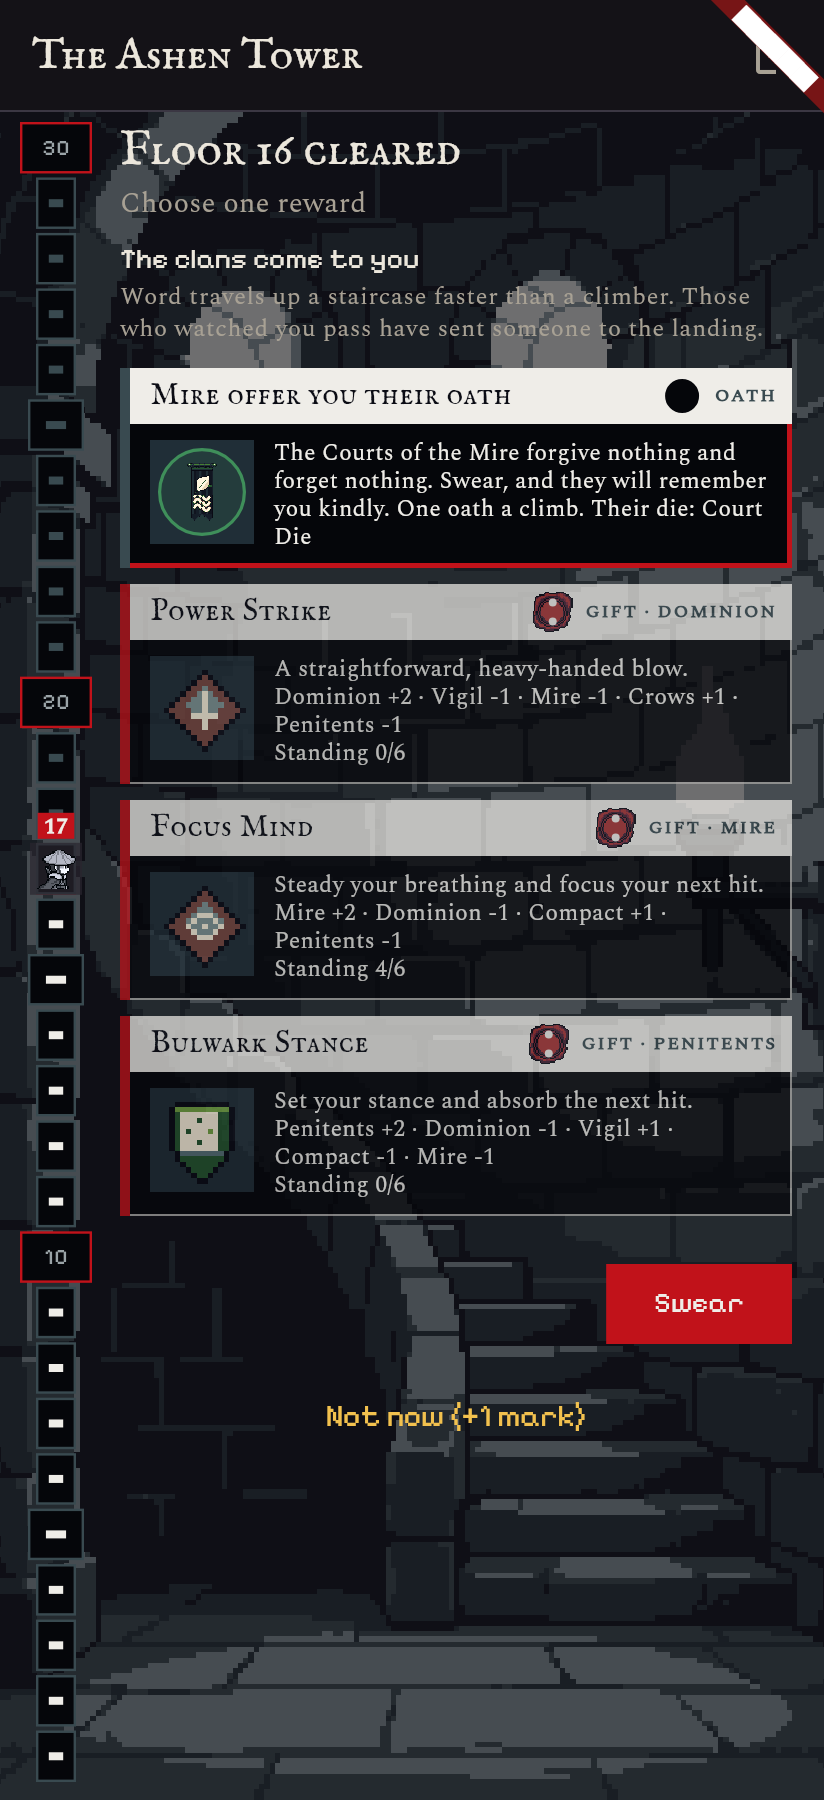 The Ashen Tower
30
Floor 16 cleared
Choose one reward
The clans come to you
Word travels up a staircase faster than a climber. Those
who watched you pass have sent someone to the landing.
Mire offer you their oath
OATH
The Courts of the Mire forgive nothing and
forget nothing. Swear, and they will remember
you kindly. One oath a climb. Their die: Court
Die
Power Strike
GIFT · DOMINION
A straightforward, heavy-handed blow.
Dominion +2 · Vigil -1 · Mire -1 · Crows +1 ·
Penitents -1
Standing 0/6
20
17
Focus Mind
GIFT · MIRE
Steady your breathing and focus your next hit.
Mire +2 · Dominion -1 · Compact +1 ·
Penitents -1
Standing 4/6
Bulwark Stance
GIFT · PENITENTS
Set your stance and absorb the next hit.
Penitents +2 · Dominion -1 · Vigil +1 ·
Compact -1 · Mire -1
Standing 0/6
10
Swear
Not now (+1 mark)